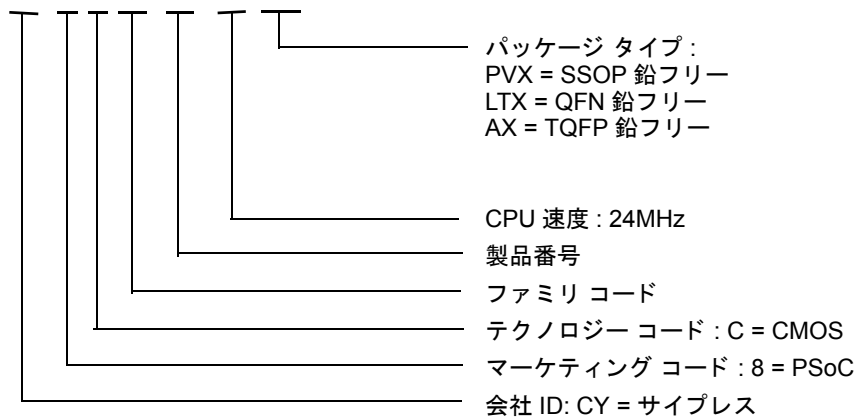 パッケージ タイプ :
PVX = SSOP 鉛フリー
LTX = QFN 鉛フリー
AX = TQFP 鉛フリー
CPU 速度 : 24MHz
製品番号
ファミリ コード
テクノロジー コード : C = CMOS
マーケティング コード : 8 = PSoC
会社 ID: CY = サイプレス